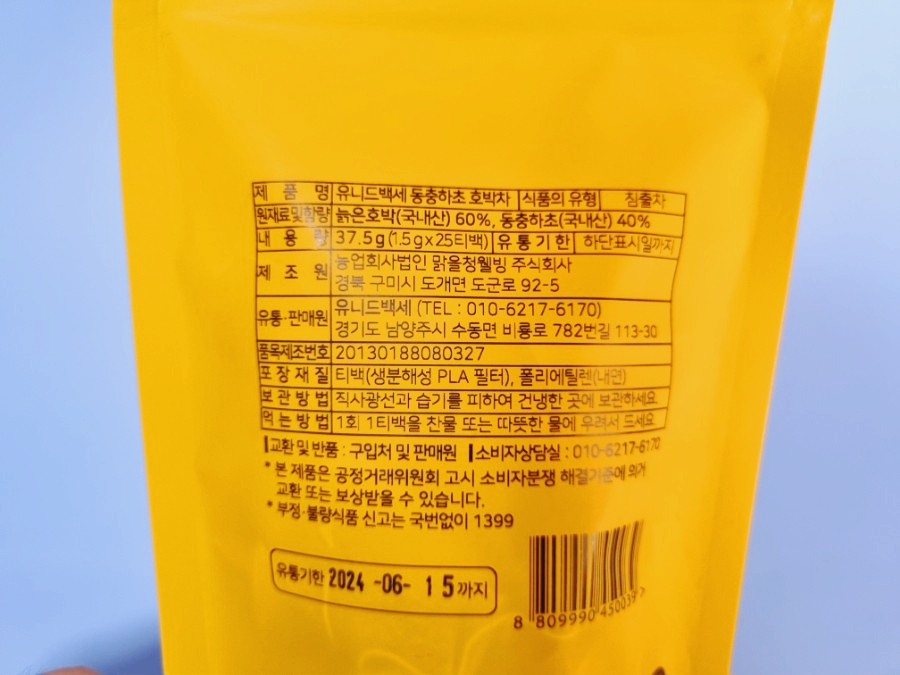 제 품 명 유니드백세 동충하초 호박차 식품의 유형 침출차
원재료및함량 늙은호박(국내산) 60%, 동충하초(국내산) 40%
내 용 량 37.5g(1.5g×25티백) 유 통 기 한 하단표시일까지
제 조 원 농업회사법인 맑을청웰빙 주식회사
경북 구미시 도개면 도군로 92-5
유통·판매원 유니드백세 (TEL : 010-6217-6170)
경기도 남양주시 수동면 비룡로 782번길 113-30
품목제조번호 20130188080327
포 장 재 질 티백(생분해성 PLA 필터), 폴리에틸렌(내면)
보 관 방 법 직사광선과 습기를 피하여 건냉한 곳에 보관하세요.
먹 는 방 법 1회 1티백을 찬물 또는 따뜻한 물에 우려서 드세요.
교환 및 반품 : 구입처 및 판매원 소비자상담실 : 010-6217-6170
* 본 제품은 공정거래위원회 고시 소비자분쟁 해결기준에 의거
교환 또는 보상받을 수 있습니다.
* 부정·불량식품 신고는 국번없이 1399
유통기한 2024 -06- 1 5 까지
8 809990 450039